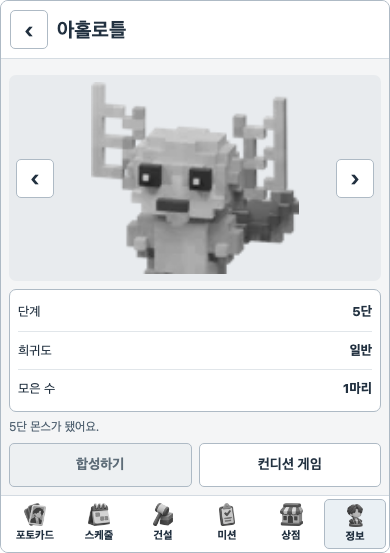 아홀로틀
단계 5단
희귀도 일반
모은 수 1마리
5단 몬스가 됐어요.
합성하기 컨디션 게임
포토카드 스케줄 건설 미션 상점 정보